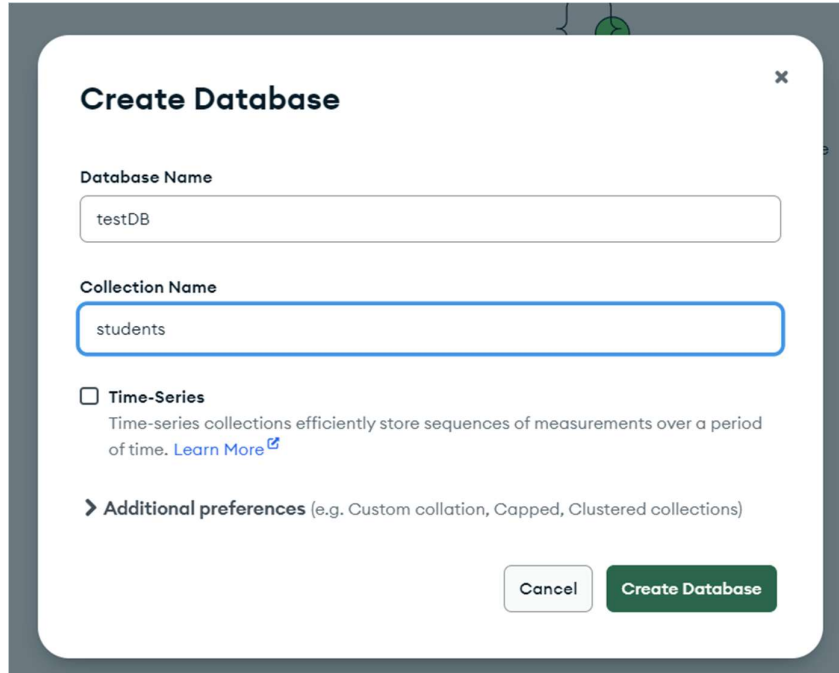 Create Database
Database Name
testDB
Collection Name
students
Time-Series
Time-series collections efficiently store sequences of measurements over a period
of time. Learn More
Additional preferences (e.g. Custom collation, Capped, Clustered collections)
Cancel Create Database